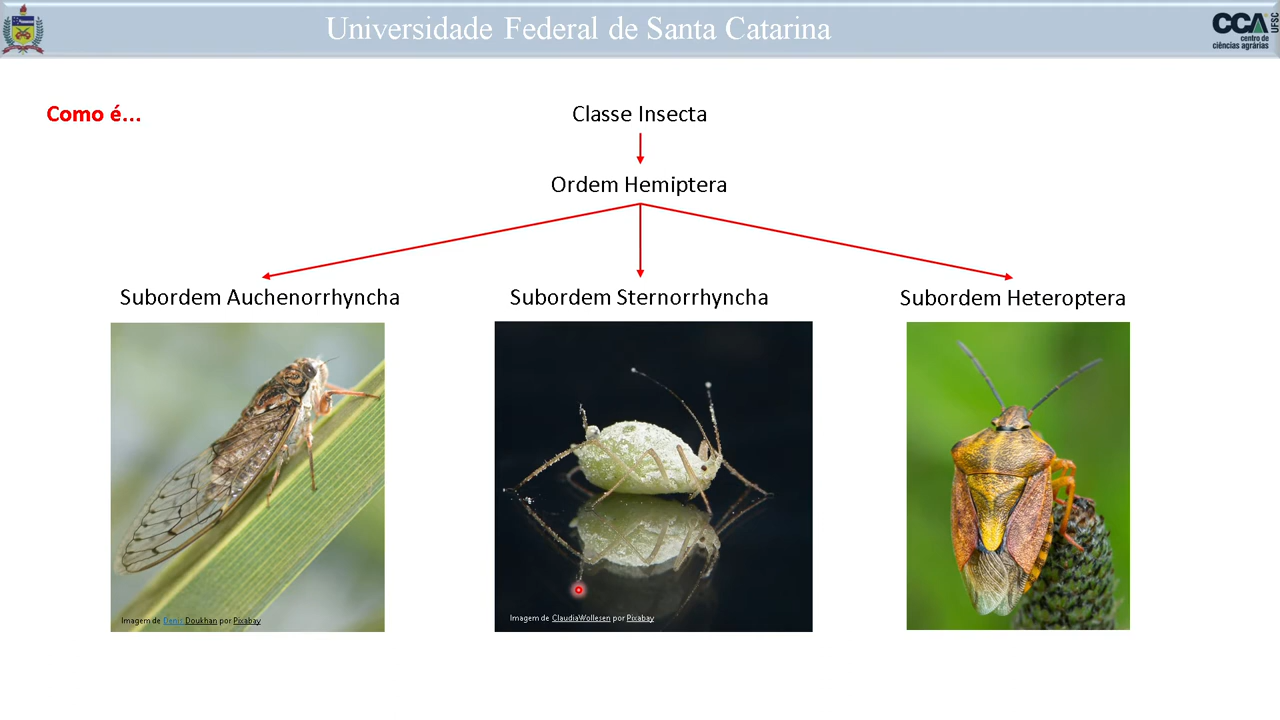 Universidade Federal de Santa Catarina
CCA
UFSC
centro de
ciências agrárias
Como é...
Classe Insecta
Ordem Hemiptera
Subordem Auchenorrhyncha
Subordem Sternorrhyncha
Subordem Heteroptera
Imagem de Denis Doukhan por Pixabay
Imagem de ClaudiaWollesen por Pixabay